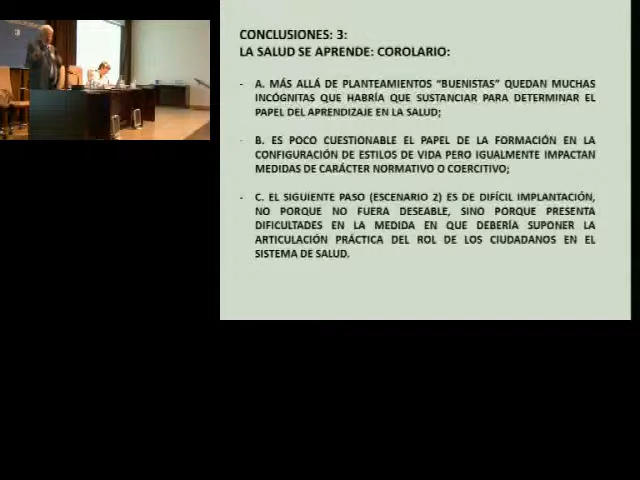 CONCLUSIONES: 3:
LA SALUD SE APRENDE: COROLARIO:
- A. MÁS ALLÁ DE PLANTEAMIENTOS "BUENISTAS" QUEDAN MUCHAS
INCÓGNITAS QUE HABRÍA QUE SUSTANCIAR PARA DETERMINAR EL
PAPEL DEL APRENDIZAJE EN LA SALUD;
- B. ES POCO CUESTIONABLE EL PAPEL DE LA FORMACIÓN EN LA
CONFIGURACIÓN DE ESTILOS DE VIDA PERO IGUALMENTE IMPACTAN
MEDIDAS DE CARÁCTER NORMATIVO O COERCITIVO;
- C. EL SIGUIENTE PASO (ESCENARIO 2) ES DE DIFÍCIL IMPLANTACIÓN,
NO PORQUE NO FUERA DESEABLE, SINO PORQUE PRESENTA
DIFICULTADES EN LA MEDIDA EN QUE DEBERÍA SUPONER LA
ARTICULACIÓN PRÁCTICA DEL ROL DE LOS CIUDADANOS EN EL
SISTEMA DE SALUD.